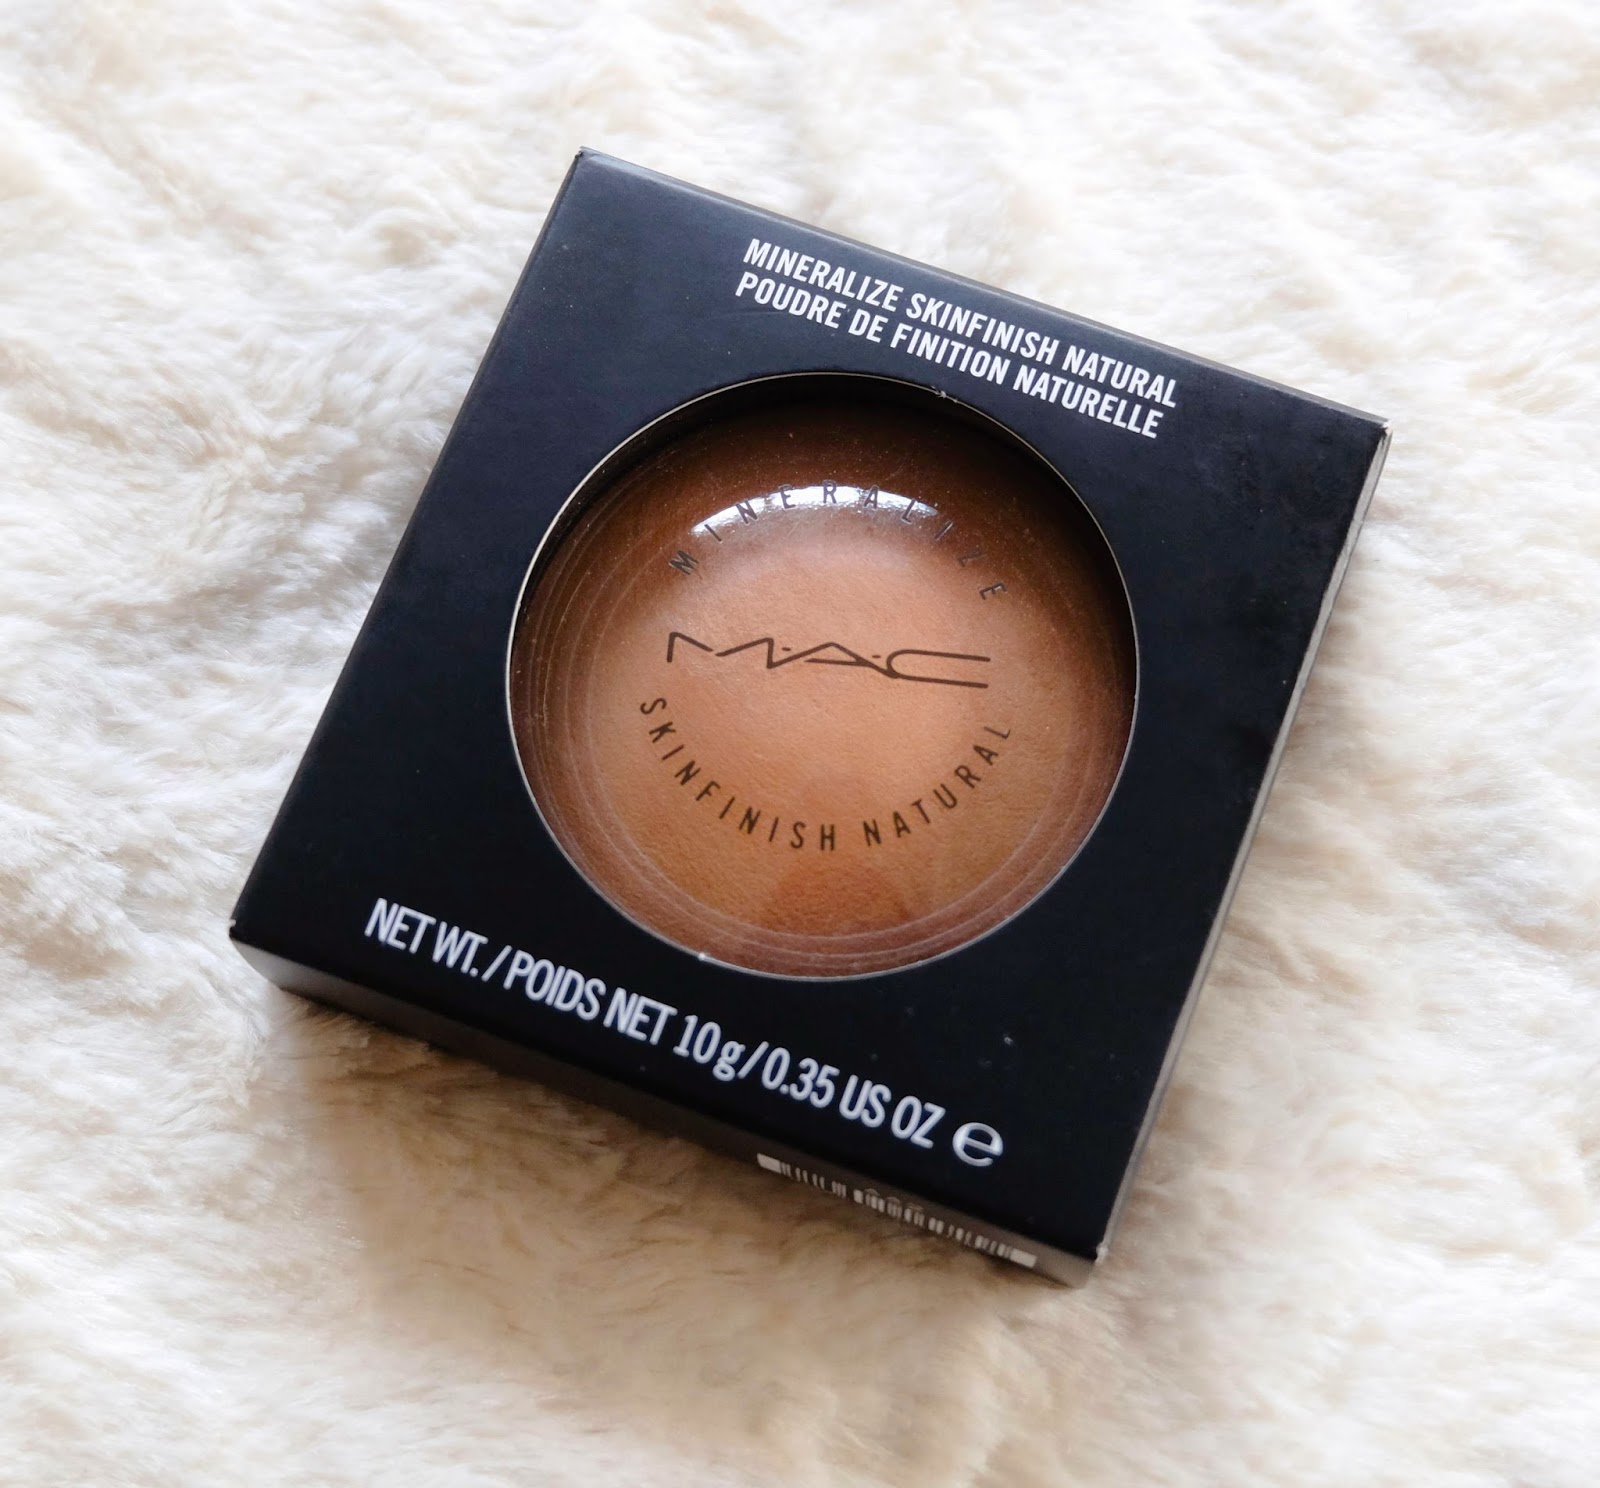 MINERALIZE SKINFINISH NATURAL
POUDRE DE FINITION NATURELLE
MINERALIZE
M·A·C
SKINFINISH NATURAL
NET WT. / POIDS NET 10 g / 0.35 US OZ ℮